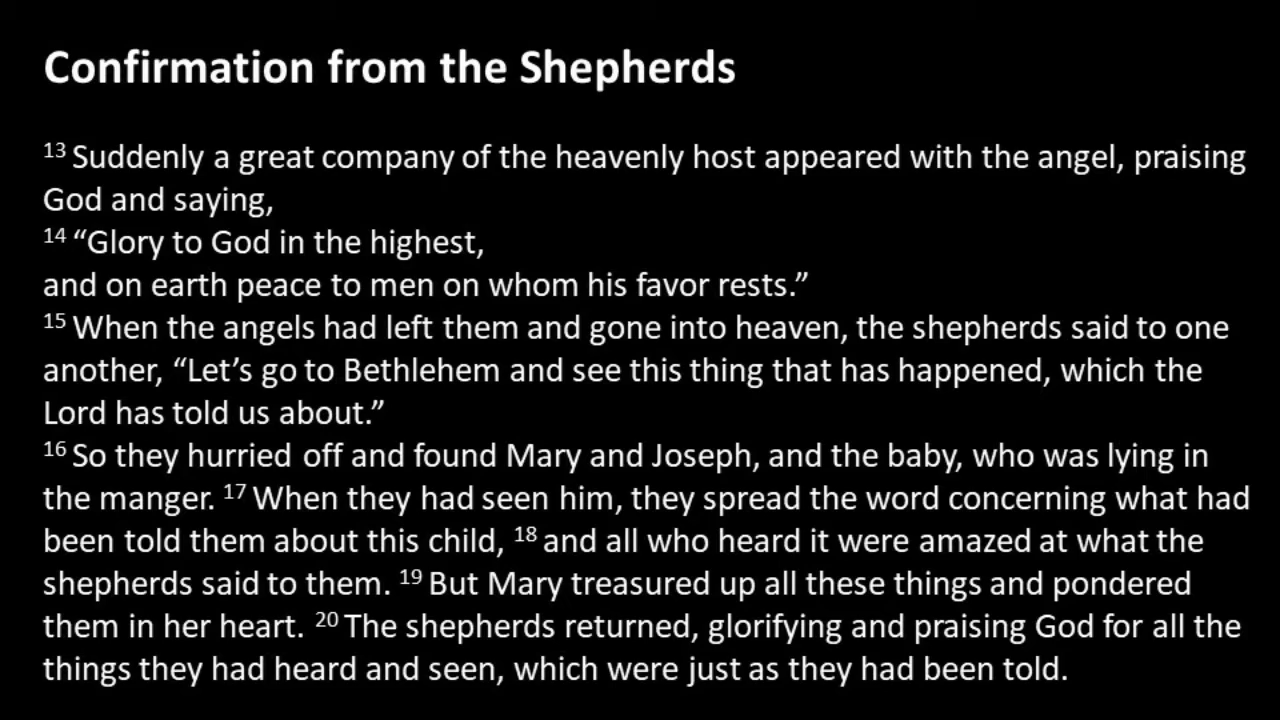 Confirmation from the Shepherds
13 Suddenly a great company of the heavenly host appeared with the angel, praising
God and saying,
14 “Glory to God in the highest,
and on earth peace to men on whom his favor rests.”
15 When the angels had left them and gone into heaven, the shepherds said to one
another, “Let’s go to Bethlehem and see this thing that has happened, which the
Lord has told us about.”
16 So they hurried off and found Mary and Joseph, and the baby, who was lying in
the manger. 17 When they had seen him, they spread the word concerning what had
been told them about this child, 18 and all who heard it were amazed at what the
shepherds said to them. 19 But Mary treasured up all these things and pondered
them in her heart. 20 The shepherds returned, glorifying and praising God for all the
things they had heard and seen, which were just as they had been told.